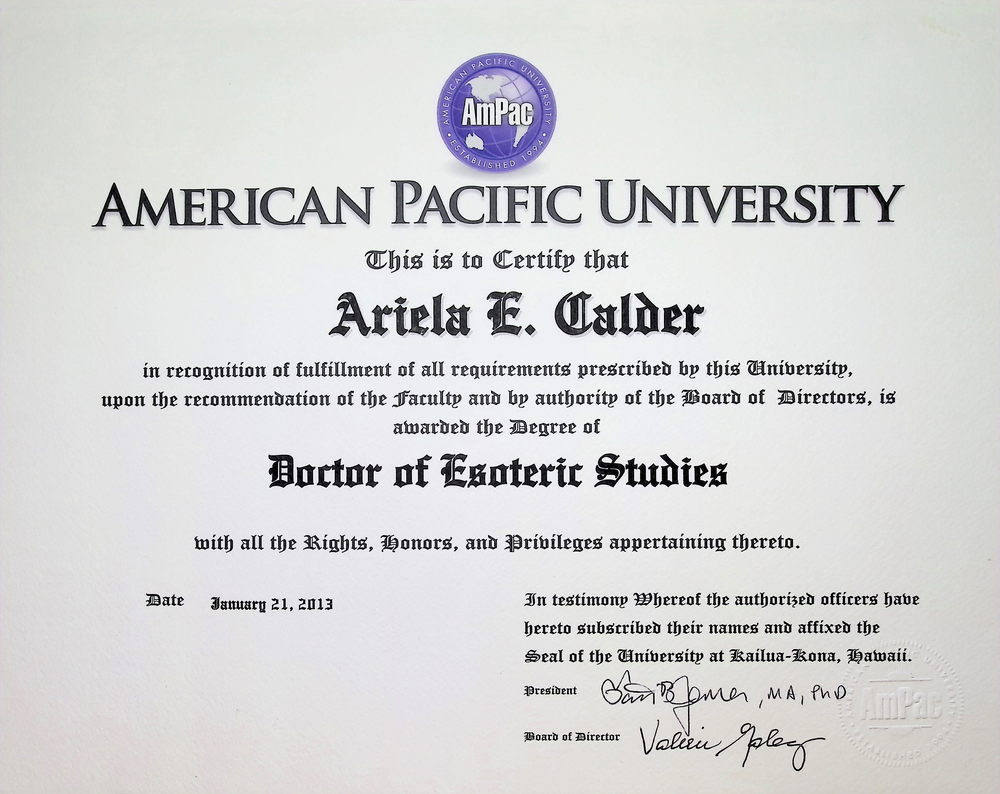 AMERICAN PACIFIC UNIVERSITY
AmPac
• ESTABLISHED 1994 •
AMERICAN PACIFIC UNIVERSITY
This is to Certify that
Ariela E. Calder
in recognition of fulfillment of all requirements prescribed by this University,
upon the recommendation of the Faculty and by authority of the Board of Directors, is
awarded the Degree of
Doctor of Esoteric Studies
with all the Rights, Honors, and Privileges appertaining thereto.
Date January 21, 2013
In testimony Whereof the authorized officers have
hereto subscribed their names and affixed the
Seal of the University at Kailua-Kona, Hawaii.
President , MA, PhD
Board of Director Valerie
AmPac